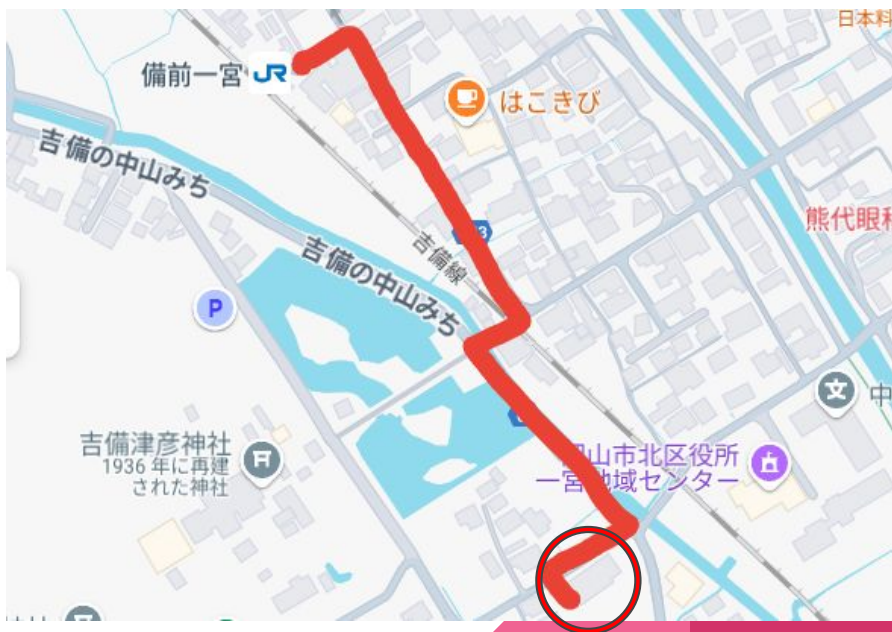 日本料
備前一宮
JR
はこきび
吉備の中山みち
熊代眼科
吉備線
吉備の中山みち
P
文
中
吉備津彦神社
1936 年に再建
された神社
山市北区役所
一宮地域センター